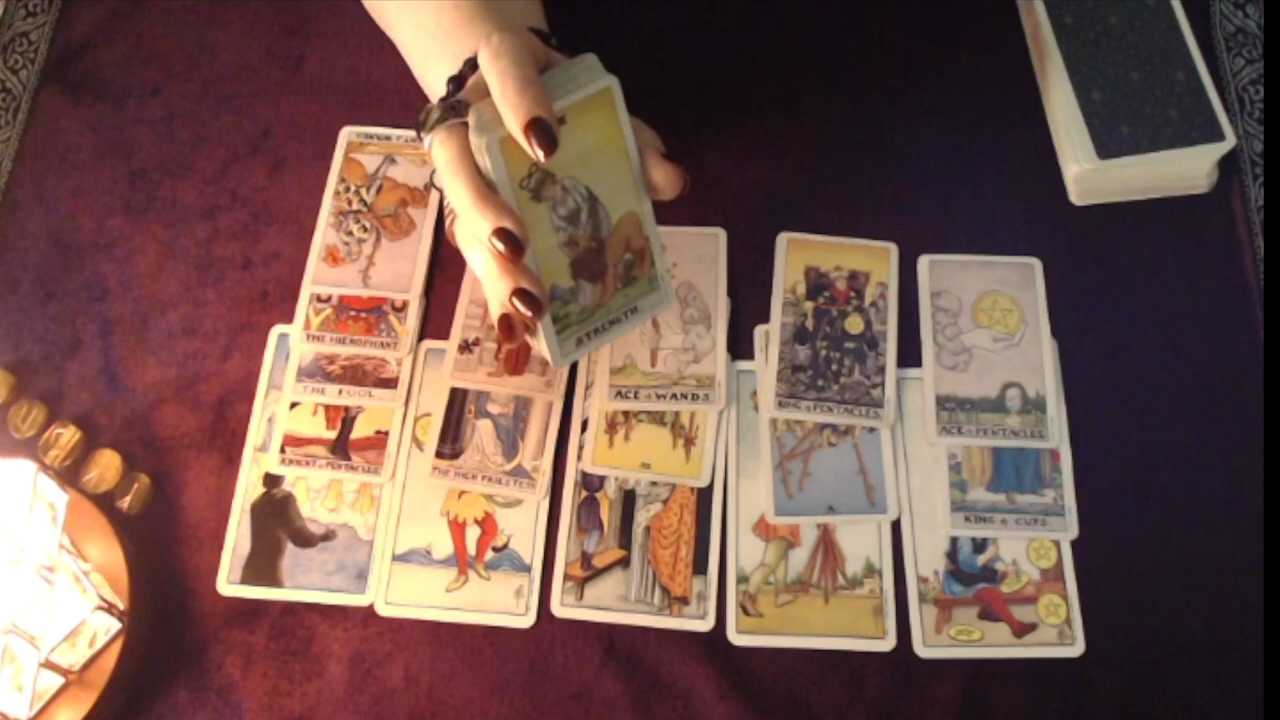 THE HIEROPHANT
THE FOOL
KNIGHT of PENTACLES
THE HIGH PRIESTESS
STRENGTH
ACE of WANDS
KING of PENTACLES
V
ACE of PENTACLES
KING of CUPS